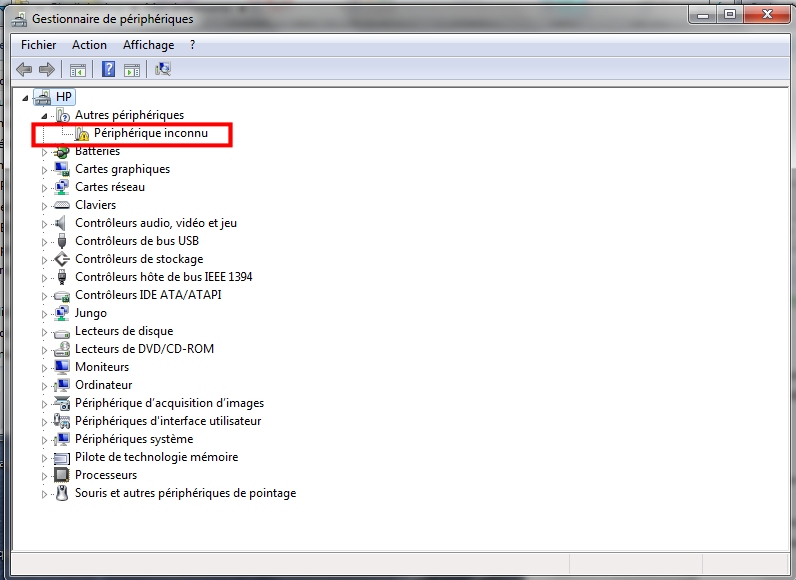 Gestionnaire de périphériques
Fichier Action Affichage ?
HP
Autres périphériques
Périphérique inconnu
Batteries
Cartes graphiques
Cartes réseau
Claviers
Contrôleurs audio, vidéo et jeu
Contrôleurs de bus USB
Contrôleurs de stockage
Contrôleurs hôte de bus IEEE 1394
Contrôleurs IDE ATA/ATAPI
Jungo
Lecteurs de disque
Lecteurs de DVD/CD-ROM
Moniteurs
Ordinateur
Périphérique d'acquisition d'images
Périphériques d'interface utilisateur
Périphériques système
Pilote de technologie mémoire
Processeurs
Souris et autres périphériques de pointage